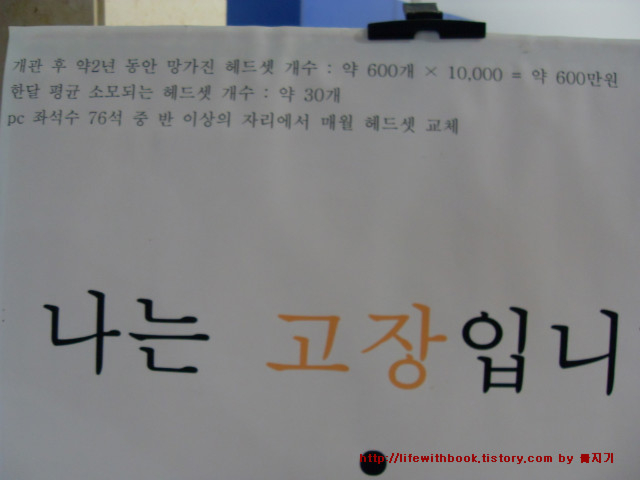 개관 후 약2년 동안 망가진 헤드셋 개수 : 약 600개 × 10,000 = 약 600만원
한달 평균 소모되는 헤드셋 개수 : 약 30개
pc 좌석수 76석 중 반 이상의 자리에서 매월 헤드셋 교체
나는 고장입니
http://lifewithbook.tistory.com by